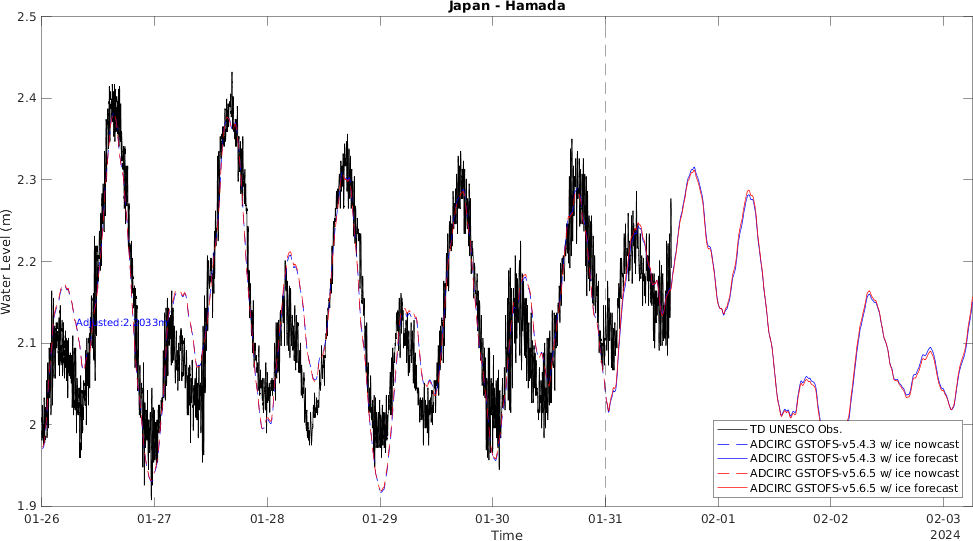 Japan - Hamada
Water Level (m)
2.5
2.4
2.3
2.2
2.1
2
1.9
01-26
01-27
01-28
01-29
01-30
01-31
02-01
02-02
02-03
2024
Time
TD UNESCO Obs.
ADCIRC GSTOFS-v5.4.3 w/ ice nowcast
ADCIRC GSTOFS-v5.4.3 w/ ice forecast
ADCIRC GSTOFS-v5.6.5 w/ ice nowcast
ADCIRC GSTOFS-v5.6.5 w/ ice forecast